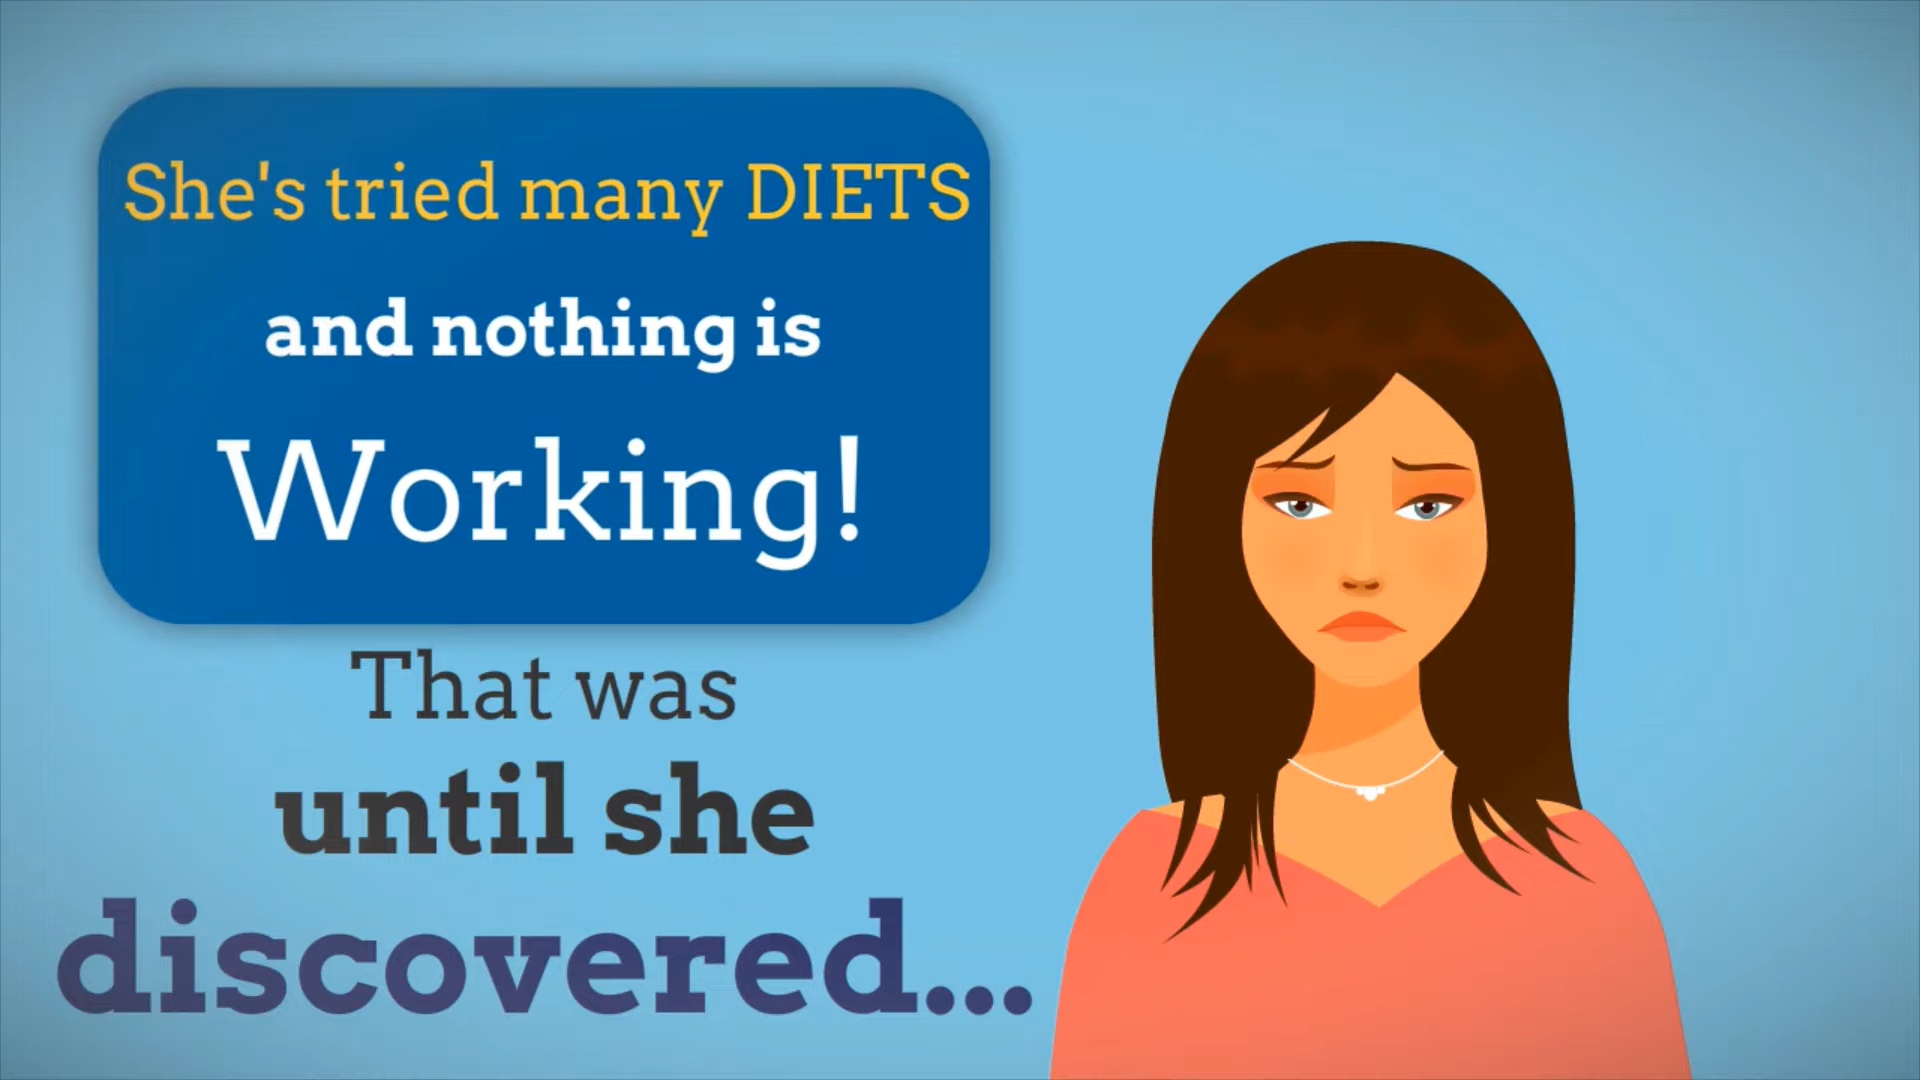 She's tried many DIETS
and nothing is
Working!
That was
until she
discovered...